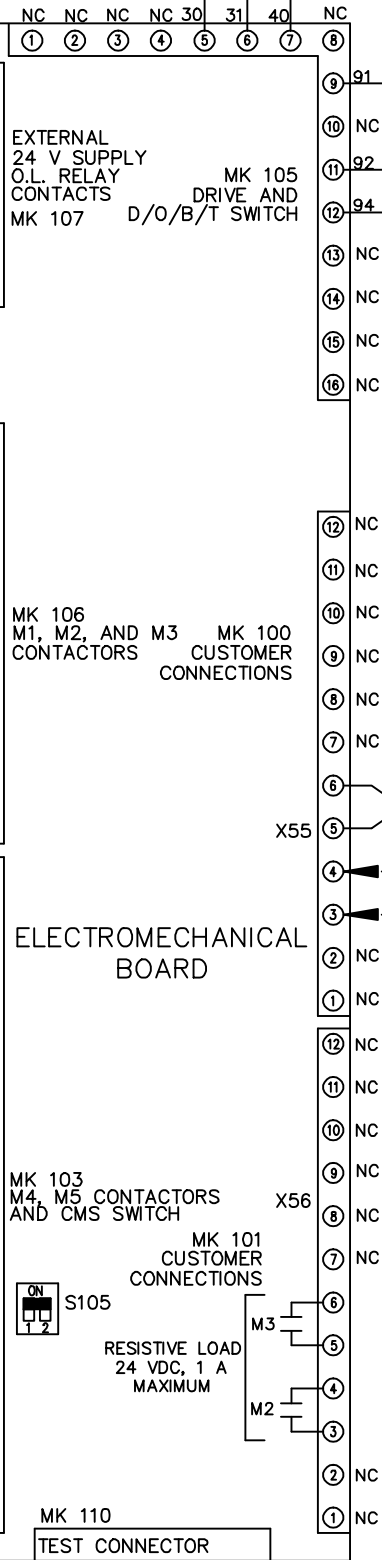 NC NC NC NC 30 31 40 NC
1 2 3 4 5 6 7 8
9 91
10 NC
11 92
12 94
13 NC
14 NC
15 NC
16 NC
EXTERNAL
24 V SUPPLY
O.L. RELAY
CONTACTS
MK 107
MK 105
DRIVE AND
D/O/B/T SWITCH
12 NC
11 NC
10 NC
9 NC
8 NC
7 NC
6
5
4
3
2 NC
1 NC
MK 106
M1, M2, AND M3
CONTACTORS
MK 100
CUSTOMER
CONNECTIONS
X55
ELECTROMECHANICAL
BOARD
12 NC
11 NC
10 NC
9 NC
8 NC
7 NC
6
5
4
3
2 NC
1 NC
MK 103
M4, M5 CONTACTORS
AND CMS SWITCH
X56
MK 101
CUSTOMER
CONNECTIONS
ON
1 2
S105
M3
RESISTIVE LOAD
24 VDC, 1 A
MAXIMUM
M2
MK 110
TEST CONNECTOR